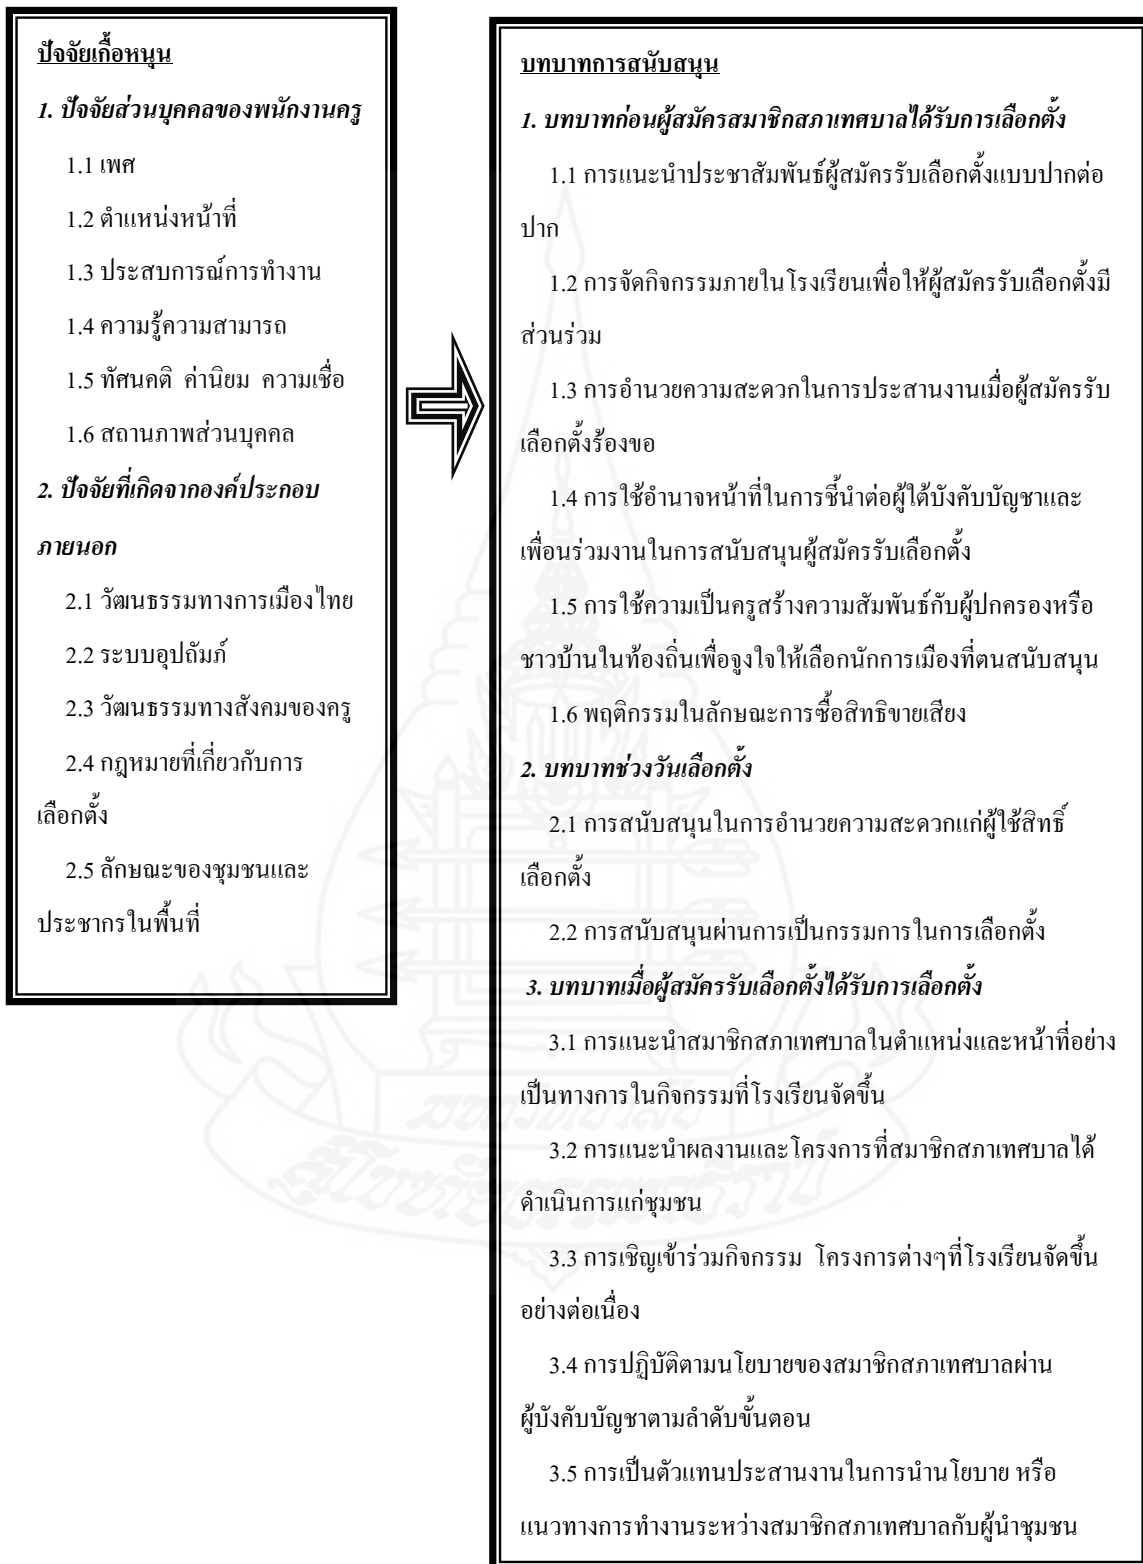 ปัจจัยเกื้อหนุน
1. ปัจจัยส่วนบุคคลของพนักงานครู
1.1 เพศ
1.2 ตำแหน่งหน้าที่
1.3 ประสบการณ์การทำงาน
1.4 ความรู้ความสามารถ
1.5 ทัศนคติ ค่านิยม ความเชื่อ
1.6 สถานภาพส่วนบุคคล
2. ปัจจัยที่เกิดจากองค์ประกอบ
ภายนอก
2.1 วัฒนธรรมทางการเมืองไทย
2.2 ระบบอุปถัมภ์
2.3 วัฒนธรรมทางสังคมของครู
2.4 กฎหมายที่เกี่ยวกับการ
เลือกตั้ง
2.5 ลักษณะของชุมชนและ
ประชากรในพื้นที่
บทบาทการสนับสนุน
1. บทบาทก่อนผู้สมัครสมาชิกสภาเทศบาลได้รับการเลือกตั้ง
1.1 การแนะนำประชาสัมพันธ์ผู้สมัครรับเลือกตั้งแบบปากต่อ
ปาก
1.2 การจัดกิจกรรมภายในโรงเรียนเพื่อให้ผู้สมัครรับเลือกตั้งมี
ส่วนร่วม
1.3 การอำนวยความสะดวกในการประสานงานเมื่อผู้สมัครรับ
เลือกตั้งร้องขอ
1.4 การใช้อำนาจหน้าที่ในการชี้นำต่อผู้ใต้บังคับบัญชาและ
เพื่อนร่วมงานในการสนับสนุนผู้สมัครรับเลือกตั้ง
1.5 การใช้ความเป็นครูสร้างความสัมพันธ์กับผู้ปกครองหรือ
ชาวบ้านในท้องถิ่นเพื่อจูงใจให้เลือกนักการเมืองที่ตนสนับสนุน
1.6 พฤติกรรมในลักษณะการซื้อสิทธิขายเสียง
2. บทบาทช่วงวันเลือกตั้ง
2.1 การสนับสนุนในการอำนวยความสะดวกแก่ผู้ใช้สิทธิ์
เลือกตั้ง
2.2 การสนับสนุนผ่านการเป็นกรรมการในการเลือกตั้ง
3. บทบาทเมื่อผู้สมัครรับเลือกตั้งได้รับการเลือกตั้ง
3.1 การแนะนำสมาชิกสภาเทศบาลในตำแหน่งและหน้าที่อย่าง
เป็นทางการในกิจกรรมที่โรงเรียนจัดขึ้น
3.2 การแนะนำผลงานและโครงการที่สมาชิกสภาเทศบาลได้
ดำเนินการแก่ชุมชน
3.3 การเชิญเข้าร่วมกิจกรรม โครงการต่างๆที่โรงเรียนจัดขึ้น
อย่างต่อเนื่อง
3.4 การปฏิบัติตามนโยบายของสมาชิกสภาเทศบาลผ่าน
ผู้บังคับบัญชาตามลำดับขั้นตอน
3.5 การเป็นตัวแทนประสานงานในการนำนโยบาย หรือ
แนวทางการทำงานระหว่างสมาชิกสภาเทศบาลกับผู้นำชุมชน
มหาวิทยาลัย
สุโขทัยธรรมาธิราช